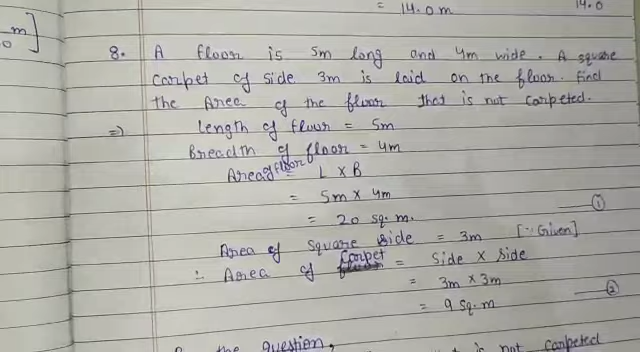 = 14.0 m 14.0
m]
0
8. A floor is 5m long and 4m wide. A square
carpet of side 3m is laid on the floor. Find
the Area of the floor that is not carpeted.
=> Length of floor = 5m
Breadth of floor = 4m
Area of floor = L × B
= 5m × 4m
= 20 sq. m. —①
Area of square side = 3m [∵ Given]
∴ Area of carpet = Side × Side
= 3m × 3m
= 9 sq. m —②
the question,
is not carpeted